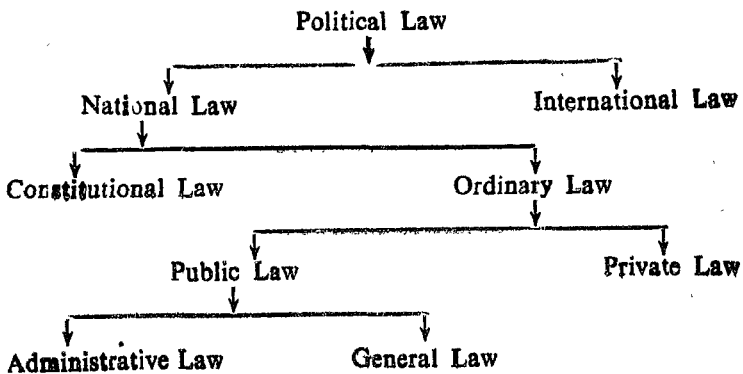 Political Law
National Law International Law
Constitutional Law Ordinary Law
Public Law Private Law
Administrative Law General Law